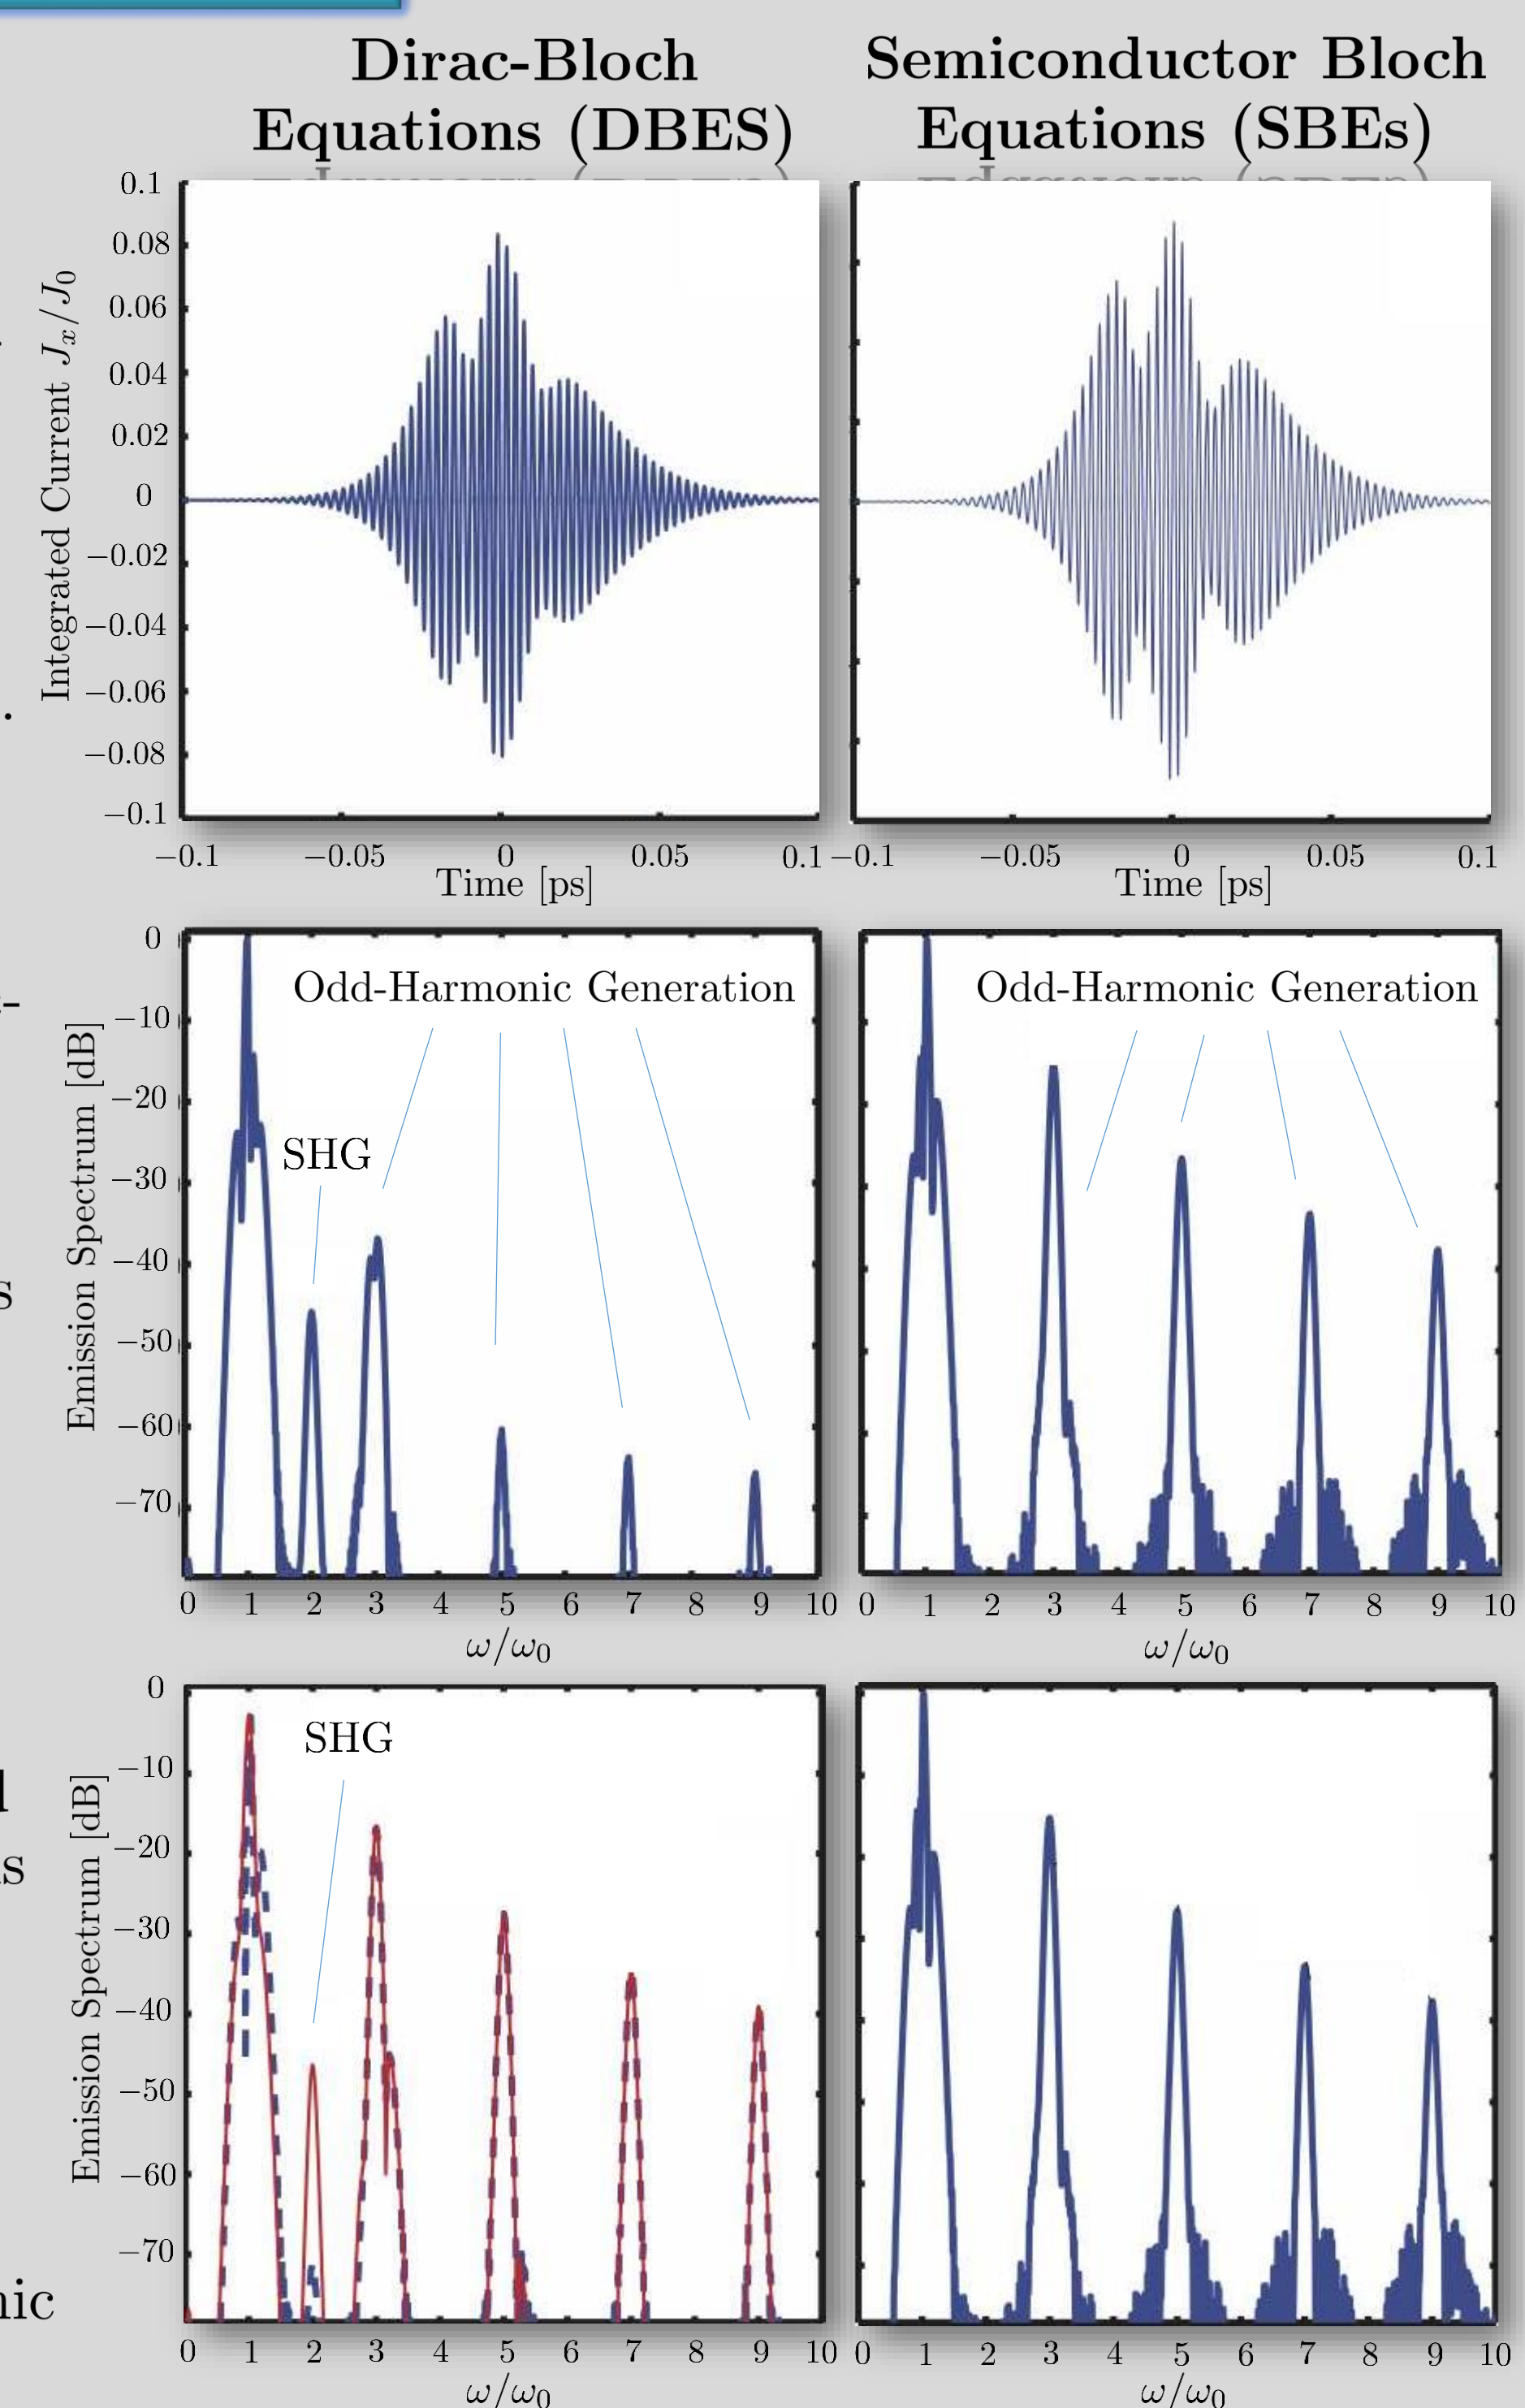 Dirac-Bloch
Equations (DBES)
Semiconductor Bloch
Equations (SBEs)
Integrated Current Jₓ/J₀
0.1
0.08
0.06
0.04
0.02
0
−0.02
−0.04
−0.06
−0.08
−0.1
−0.1 −0.05 0 0.05 0.1
Time [ps]
−0.1 −0.05 0 0.05 0.1
Time [ps]
Emission Spectrum [dB]
0
−10
−20
−30
−40
−50
−60
−70
Odd-Harmonic Generation
SHG
0 1 2 3 4 5 6 7 8 9 10
ω/ω₀
Odd-Harmonic Generation
0 1 2 3 4 5 6 7 8 9 10
ω/ω₀
Emission Spectrum [dB]
0
−10
−20
−30
−40
−50
−60
−70
SHG
0 1 2 3 4 5 6 7 8 9 10
ω/ω₀
0 1 2 3 4 5 6 7 8 9 10
ω/ω₀